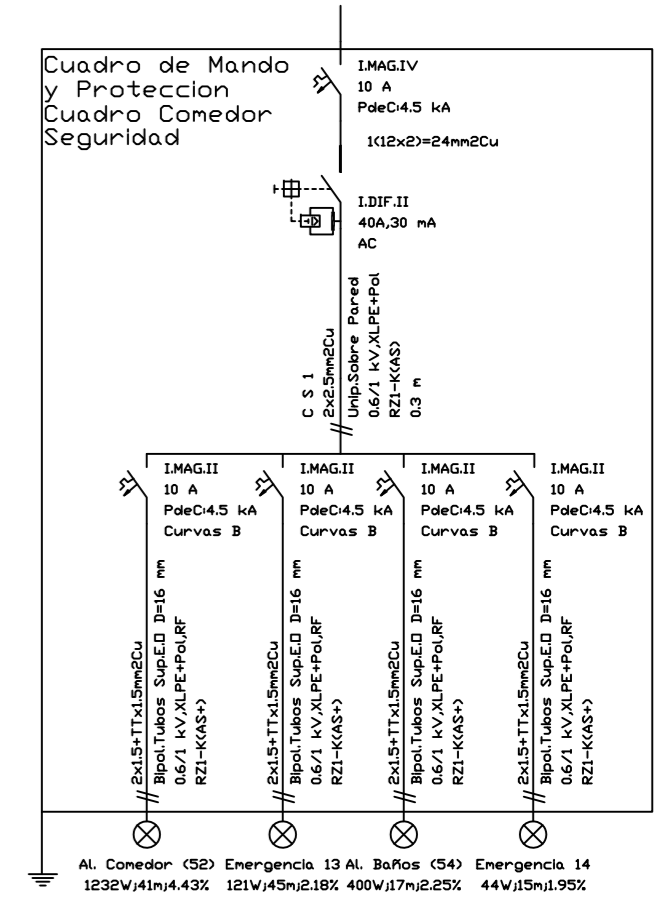 Cuadro de Mando
y Proteccion
Cuadro Comedor
Seguridad
I.MAG.IV
10 A
PdeC:4.5 kA
1(12x2)=24mm2Cu
I.DIF.II
40A,30 mA
AC
C S 1
2x2.5mm2Cu
Unip.Sobre Pared
0.6/1 kV,XLPE+Pol
RZ1-K(AS)
0.3 m
I.MAG.II
10 A
PdeC:4.5 kA
Curvas B
I.MAG.II
10 A
PdeC:4.5 kA
Curvas B
I.MAG.II
10 A
PdeC:4.5 kA
Curvas B
I.MAG.II
10 A
PdeC:4.5 kA
Curvas B
2x1.5+TTx1.5mm2Cu
Bipol.Tubos Sup.E.O D=16 mm
0.6/1 kV,XLPE+Pol,RF
RZ1-K(AS+)
2x1.5+TTx1.5mm2Cu
Bipol.Tubos Sup.E.O D=16 mm
0.6/1 kV,XLPE+Pol,RF
RZ1-K(AS+)
2x1.5+TTx1.5mm2Cu
Bipol.Tubos Sup.E.O D=16 mm
0.6/1 kV,XLPE+Pol,RF
RZ1-K(AS+)
2x1.5+TTx1.5mm2Cu
Bipol.Tubos Sup.E.O D=16 mm
0.6/1 kV,XLPE+Pol,RF
RZ1-K(AS+)
Al. Comedor (52)
1232W;41m;4.43%
Emergencia 13
121W;45m;2.18%
Al. Baños (54)
400W;17m;2.25%
Emergencia 14
44W;15m;1.95%